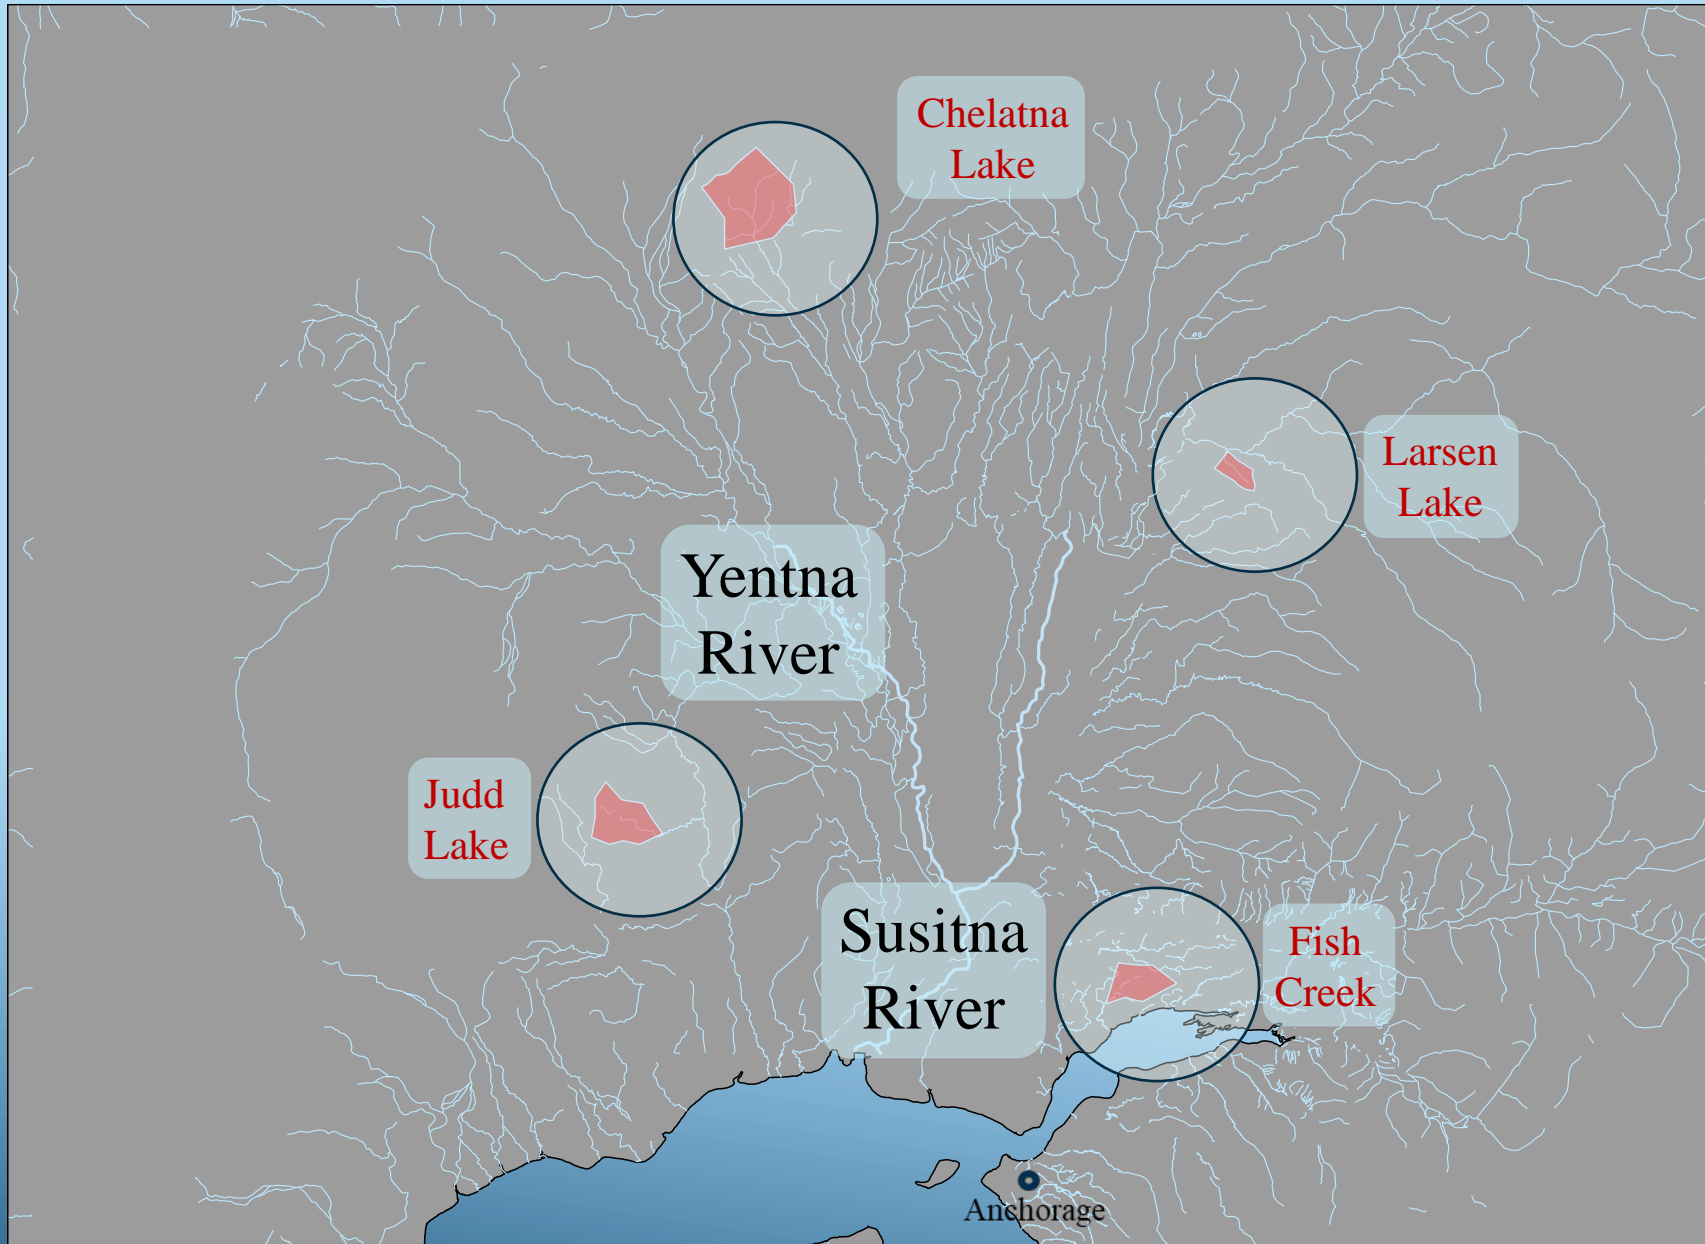 Chelatna
Lake
Larsen
Lake
Yentna
River
Judd
Lake
Susitna
River
Fish
Creek
Anchorage